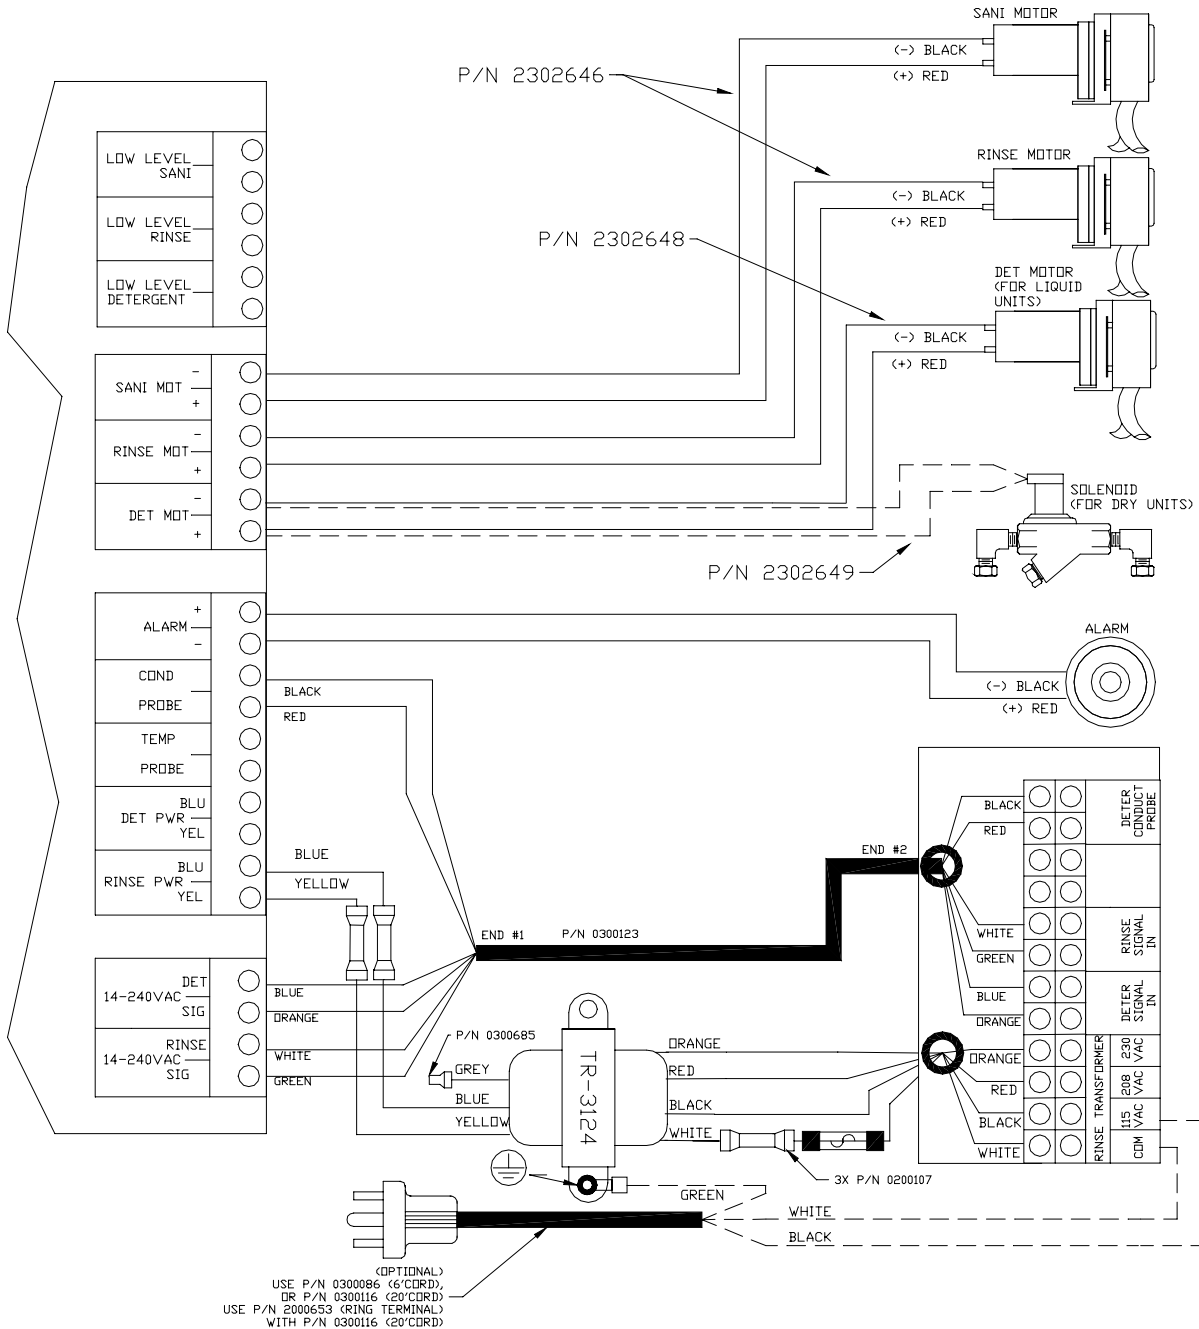 SANI MOTOR
(-) BLACK
(+) RED
P/N 2302646
LOW LEVEL
SANI
RINSE MOTOR
(-) BLACK
(+) RED
LOW LEVEL
RINSE
P/N 2302648
LOW LEVEL
DETERGENT
DET MOTOR
(FOR LIQUID
UNITS)
(-) BLACK
(+) RED
-
SANI MOT
+
-
RINSE MOT
+
-
DET MOT
+
SOLENOID
(FOR DRY UNITS)
P/N 2302649
+
ALARM
-
ALARM
(-) BLACK
(+) RED
COND
PROBE
BLACK
RED
TEMP
PROBE
BLU
DET PWR
YEL
BLU
RINSE PWR
YEL
BLUE
YELLOW
END #1
P/N 0300123
END #2
BLACK
RED
WHITE
GREEN
BLUE
ORANGE
ORANGE
RED
BLACK
WHITE
DETER
CONDUCT
PROBE
RINSE
SIGNAL
IN
DETER
SIGNAL
IN
RINSE TRANSFORMER
230
VAC
208
VAC
115
VAC
COM
DET
14-240VAC
SIG
RINSE
14-240VAC
SIG
BLUE
ORANGE
WHITE
GREEN
P/N 0300685
GREY
BLUE
YELLOW
TR-3124
ORANGE
RED
BLACK
WHITE
3X P/N 0200107
GREEN
WHITE
BLACK
(OPTIONAL)
USE P/N 0300086 (6'CORD),
OR P/N 0300116 (20'CORD)
USE P/N 2000653 (RING TERMINAL)
WITH P/N 0300116 (20'CORD)